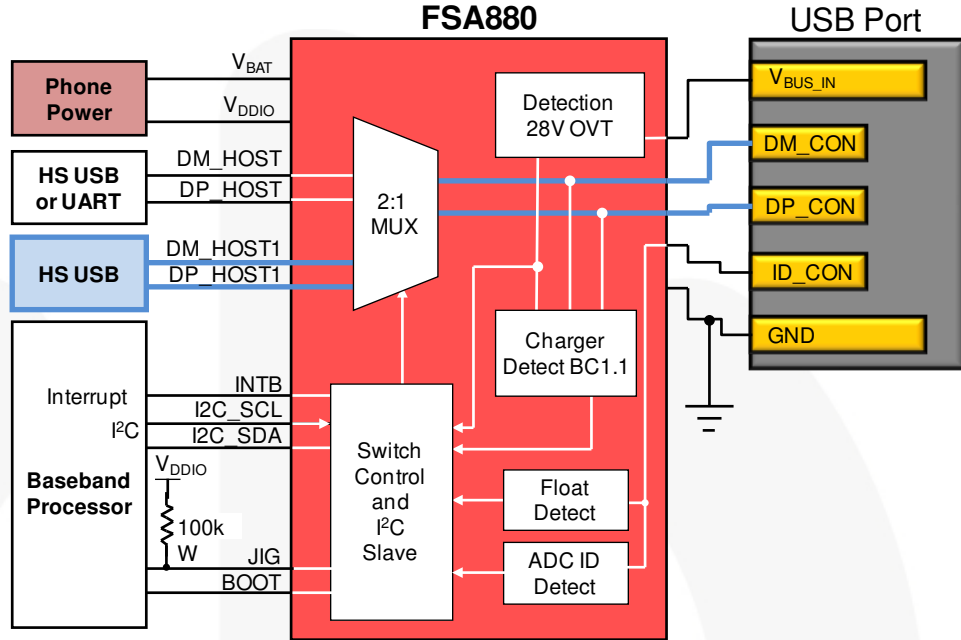 FSA880
USB Port
Phone
Power
VBAT
VDDIO
HS USB
or UART
DM_HOST
DP_HOST
HS USB
DM_HOST1
DP_HOST1
2:1
MUX
Detection
28V OVT
Charger
Detect BC1.1
VBUS_IN
DM_CON
DP_CON
ID_CON
GND
Interrupt
I²C
Baseband
Processor
INTB
I2C_SCL
I2C_SDA
VDDIO
100k
W
JIG
BOOT
Switch
Control
and
I²C
Slave
Float
Detect
ADC ID
Detect